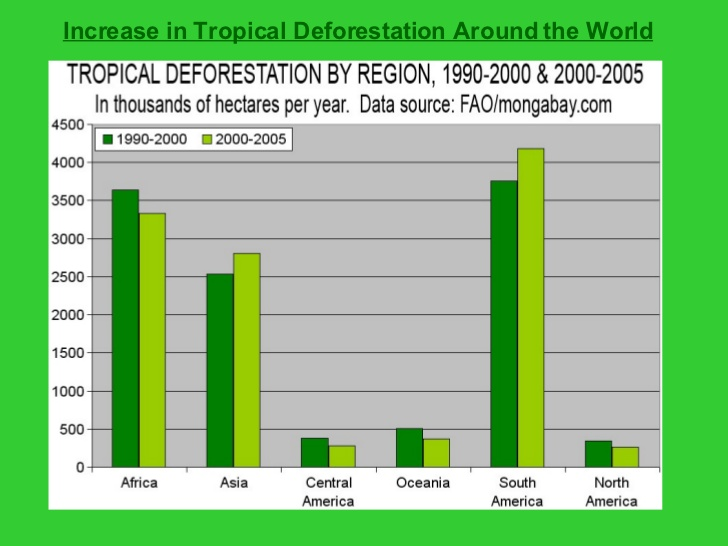 Increase in Tropical Deforestation Around the World
TROPICAL DEFORESTATION BY REGION, 1990-2000 & 2000-2005
In thousands of hectares per year. Data source: FAO/mongabay.com
4500
1990-2000 2000-2005
4000
3500
3000
2500
2000
1500
1000
500
0
Africa Asia Central America Oceania South America North America